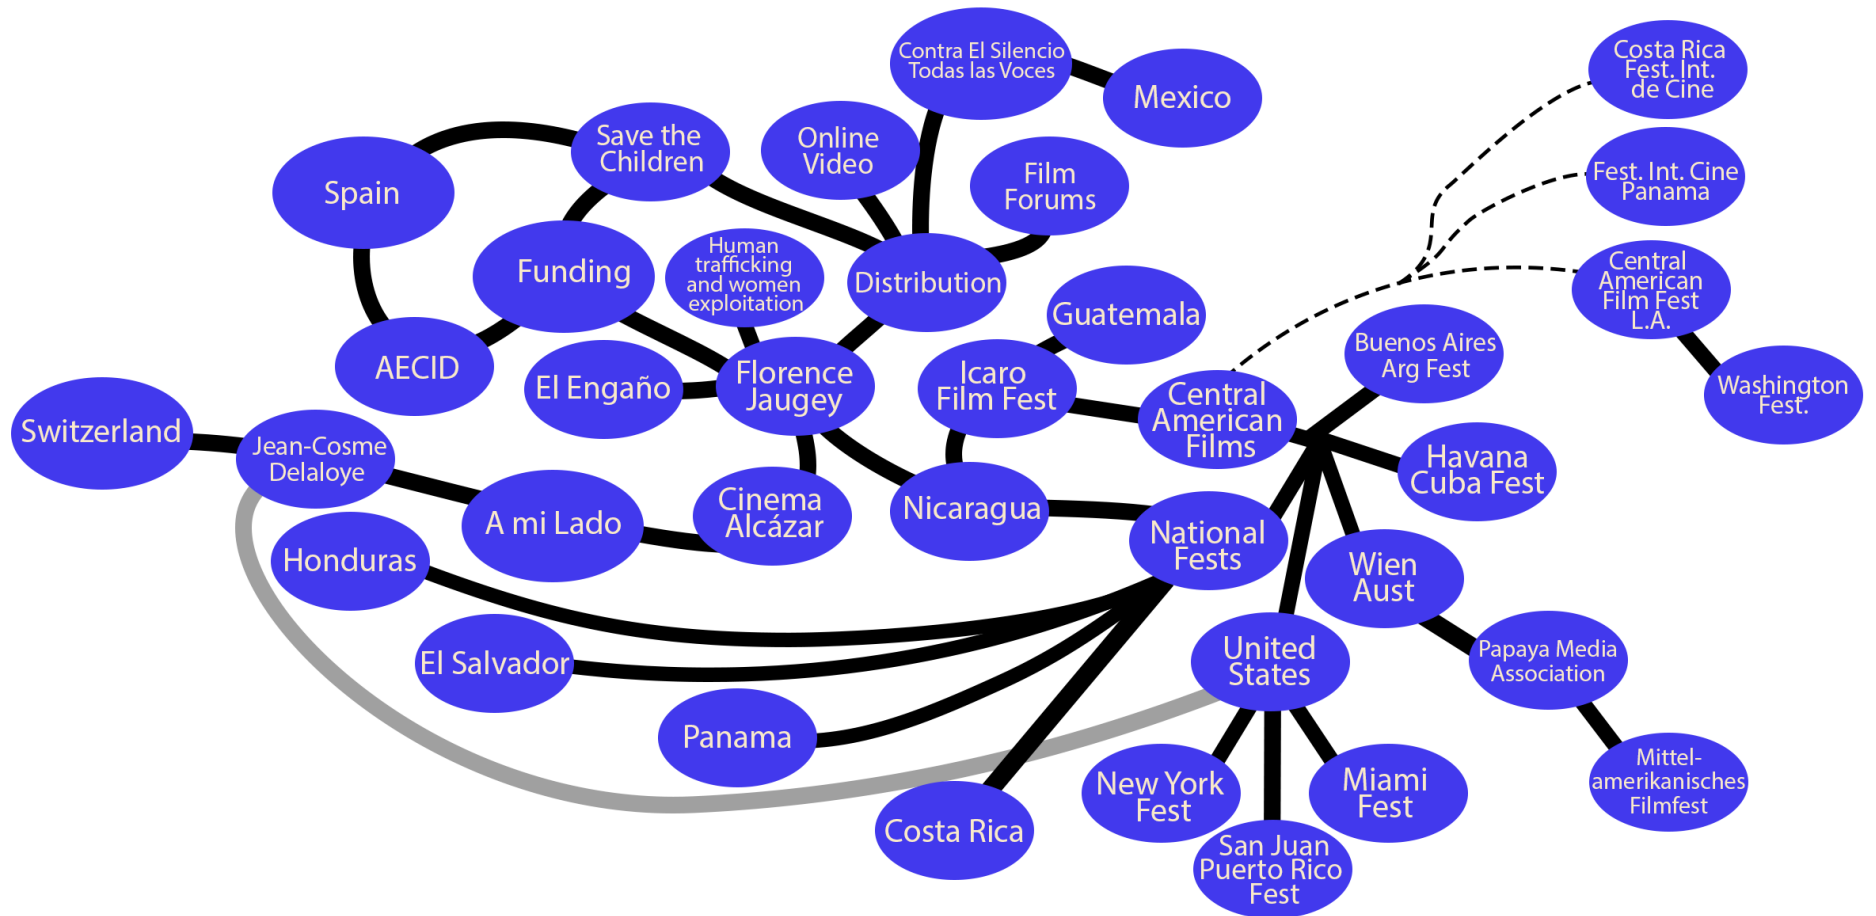 Contra El Silencio
Todas las Voces
Mexico
Costa Rica
Fest. Int.
de Cine
Save the
Children
Online
Video
Film
Forums
Fest. Int. Cine
Panama
Spain
Funding
Human
trafficking
and women
exploitation
Distribution
Guatemala
Central
American
Film Fest
L.A.
AECID
El Engaño
Florence
Jaugey
Icaro
Film Fest
Central
American
Films
Buenos Aires
Arg Fest
Washington
Fest.
Switzerland
Jean-Cosme
Delaloye
A mi Lado
Cinema
Alcázar
Nicaragua
National
Fests
Havana
Cuba Fest
Honduras
Wien
Aust
El Salvador
United
States
Papaya Media
Association
Panama
New York
Fest
Miami
Fest
Mittel-
amerikanisches
Filmfest
Costa Rica
San Juan
Puerto Rico
Fest